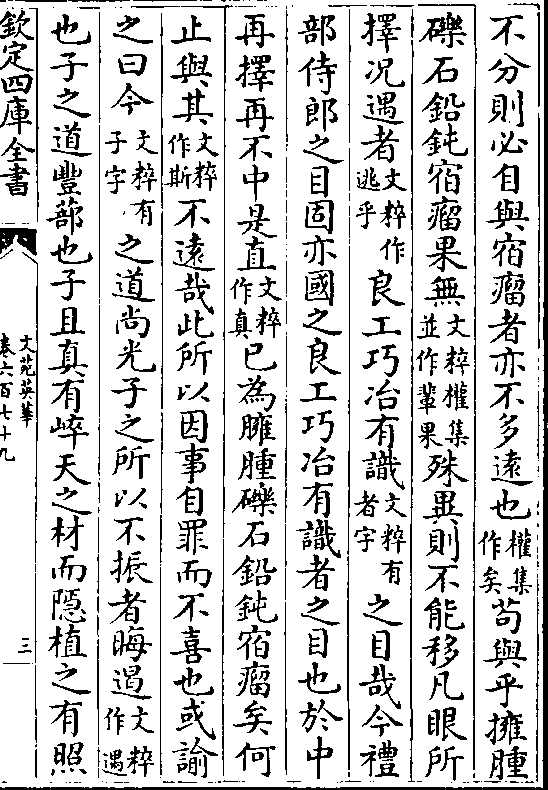 不分則必自與宿瘤者亦不多遠也權集作矣苟與乎擁腫
礫石鉛鈍宿瘤果無文粹權集並作輩果殊異則不能移凡眼所
擇況遇者文粹作逃乎良工巧冶有識文粹有者字之目哉今禮
部侍郎之目固亦國之良工巧冶有識者之目也於中
再擇再不中是直文粹作真已為臃腫礫石鉛鈍宿瘤矣何
止與其文粹作斯不遠哉此所以因事自罪而不喜也或諭
之曰今文粹有子字之道尚光子之所以不振者晦遏文粹作遇
也子之道豐蔀也子且真有崪天之材而隱植之有照
欽定四庫全書
文苑英華
卷六百七十九
三